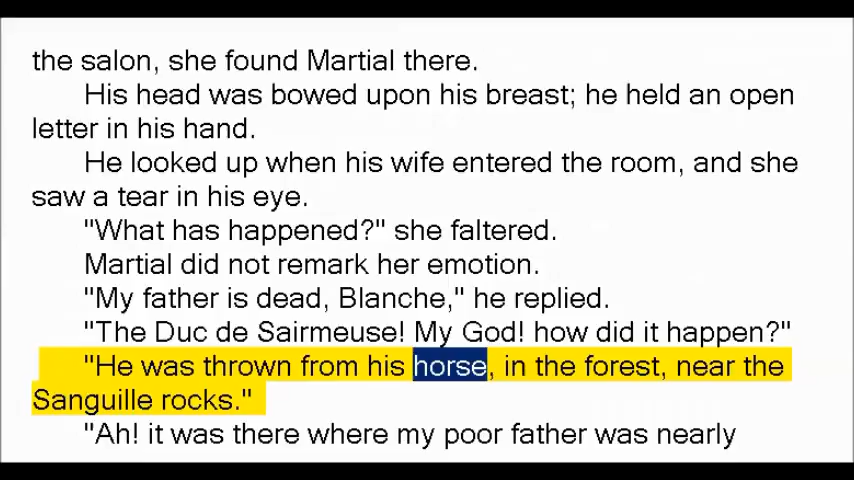 the salon, she found Martial there.
His head was bowed upon his breast; he held an open
letter in his hand.
He looked up when his wife entered the room, and she
saw a tear in his eye.
"What has happened?" she faltered.
Martial did not remark her emotion.
"My father is dead, Blanche," he replied.
"The Duc de Sairmeuse! My God! how did it happen?"
"He was thrown from his horse, in the forest, near the
Sanguille rocks."
"Ah! it was there where my poor father was nearly